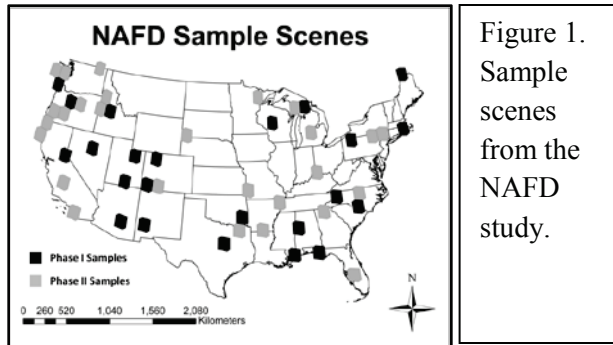 NAFD Sample Scenes
Phase I Samples
Phase II Samples
0 260 520 1,040 1,560 2,080
Kilometers
N
Figure 1.
Sample
scenes
from the
NAFD
study.